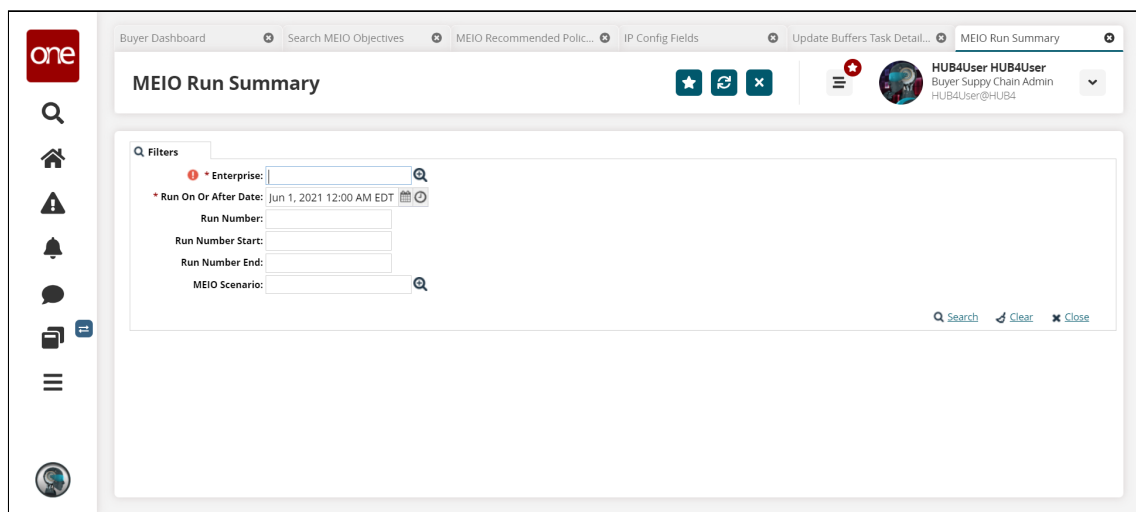 one
Buyer Dashboard
Search MEIO Objectives
MEIO Recommended Polic...
IP Config Fields
Update Buffers Task Detail...
MEIO Run Summary
MEIO Run Summary
HUB4User HUB4User
Buyer Suppy Chain Admin
HUB4User@HUB4
Filters
* Enterprise:
* Run On Or After Date: Jun 1, 2021 12:00 AM EDT
Run Number:
Run Number Start:
Run Number End:
MEIO Scenario:
Search Clear Close